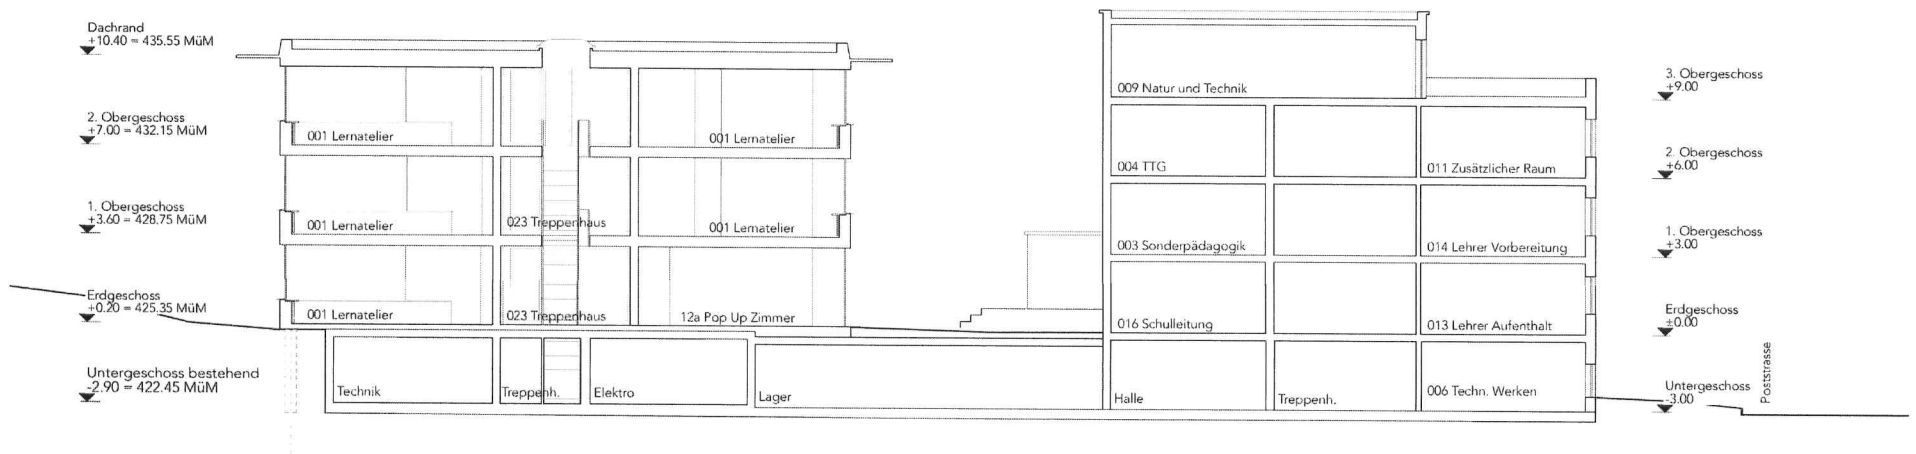 Dachrand
+10.40 = 435.55 MüM
2. Obergeschoss
+7.00 = 432.15 MüM
1. Obergeschoss
+3.60 = 428.75 MüM
Erdgeschoss
+0.20 = 425.35 MüM
Untergeschoss bestehend
-2.90 = 422.45 MüM
001 Lernatelier
001 Lernatelier
001 Lernatelier
023 Treppenhaus
001 Lernatelier
001 Lernatelier
023 Treppenhaus
12a Pop Up Zimmer
Technik
Treppenh.
Elektro
Lager
009 Natur und Technik
004 TTG
011 Zusätzlicher Raum
003 Sonderpädagogik
014 Lehrer Vorbereitung
016 Schulleitung
013 Lehrer Aufenthalt
Halle
Treppenh.
006 Techn. Werken
3. Obergeschoss
+9.00
2. Obergeschoss
+6.00
1. Obergeschoss
+3.00
Erdgeschoss
±0.00
Untergeschoss
-3.00
Poststrasse